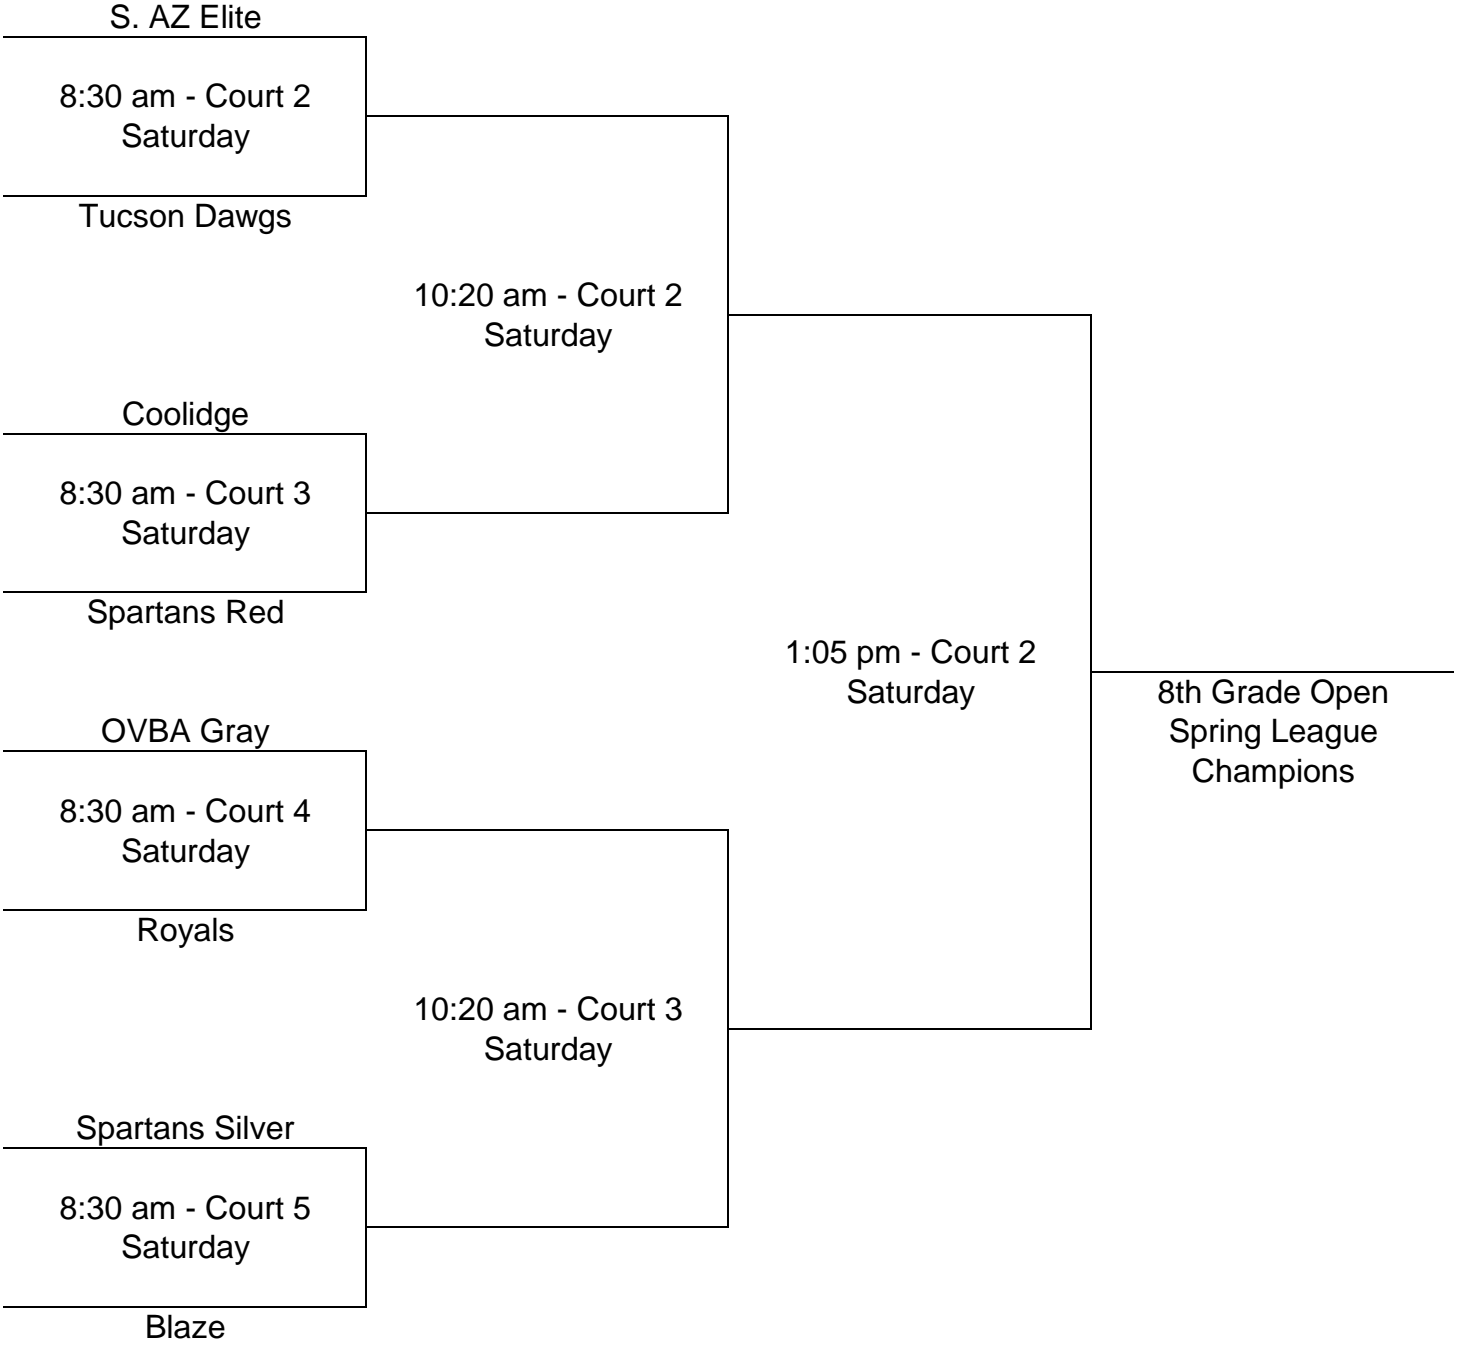 S. AZ Elite
8:30 am - Court 2
Saturday
Tucson Dawgs
10:20 am - Court 2
Saturday
Coolidge
8:30 am - Court 3
Saturday
Spartans Red
1:05 pm - Court 2
Saturday
8th Grade Open
Spring League
Champions
OVBA Gray
8:30 am - Court 4
Saturday
Royals
10:20 am - Court 3
Saturday
Spartans Silver
8:30 am - Court 5
Saturday
Blaze